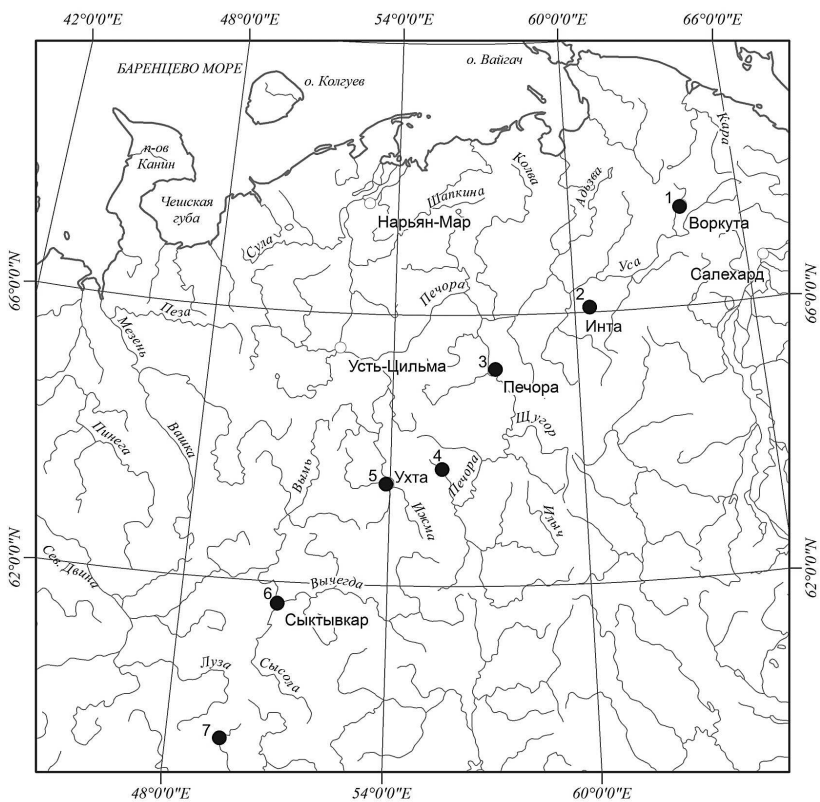 42°0'0"E
48°0'0"E
54°0'0"E
60°0'0"E
66°0'0"E
БАРЕНЦЕВО МОРЕ
о. Колгуев
о. Вайгач
п-ов
Канин
Чешская
губа
Кара
Колва
Адьзва
Шапкина
1
Воркута
Нарьян-Мар
Сула
Уса
Салехард
66°0'0"N
66°0'0"N
Печора
2
Инта
Пеза
Мезень
Усть-Цильма
3
Печора
Щугор
Пинега
Вашка
Вымь
4
Печора
5
Ухта
Ижма
Илыч
62°0'0"N
62°0'0"N
Сев. Двина
Вычегда
6
Сыктывкар
Луза
Сысола
7
48°0'0"E
54°0'0"E
60°0'0"E